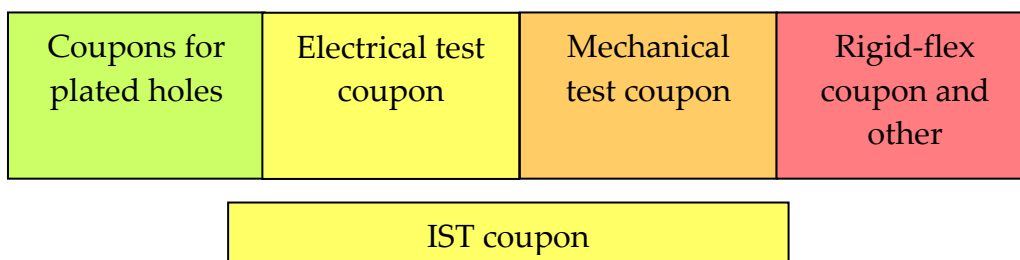 Coupons for
plated holes
Electrical test
coupon
Mechanical
test coupon
Rigid-flex
coupon and
other
IST coupon